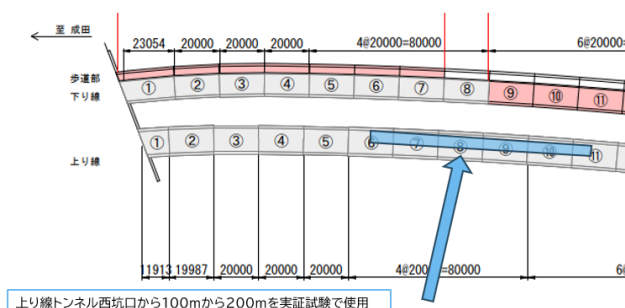 至 成田
23054 20000 20000 20000 4@20000=80000 6@20000=
歩道部
下り線
① ② ③ ④ ⑤ ⑥ ⑦ ⑧ ⑨ ⑩ ⑪
上り線
① ② ③ ④ ⑤ ⑥ ⑦ ⑧ ⑨ ⑩ ⑪
11913 19987 20000 20000 20000 4@20000=80000 6@
上り線トンネル西坑口から100mから200mを実証試験で使用